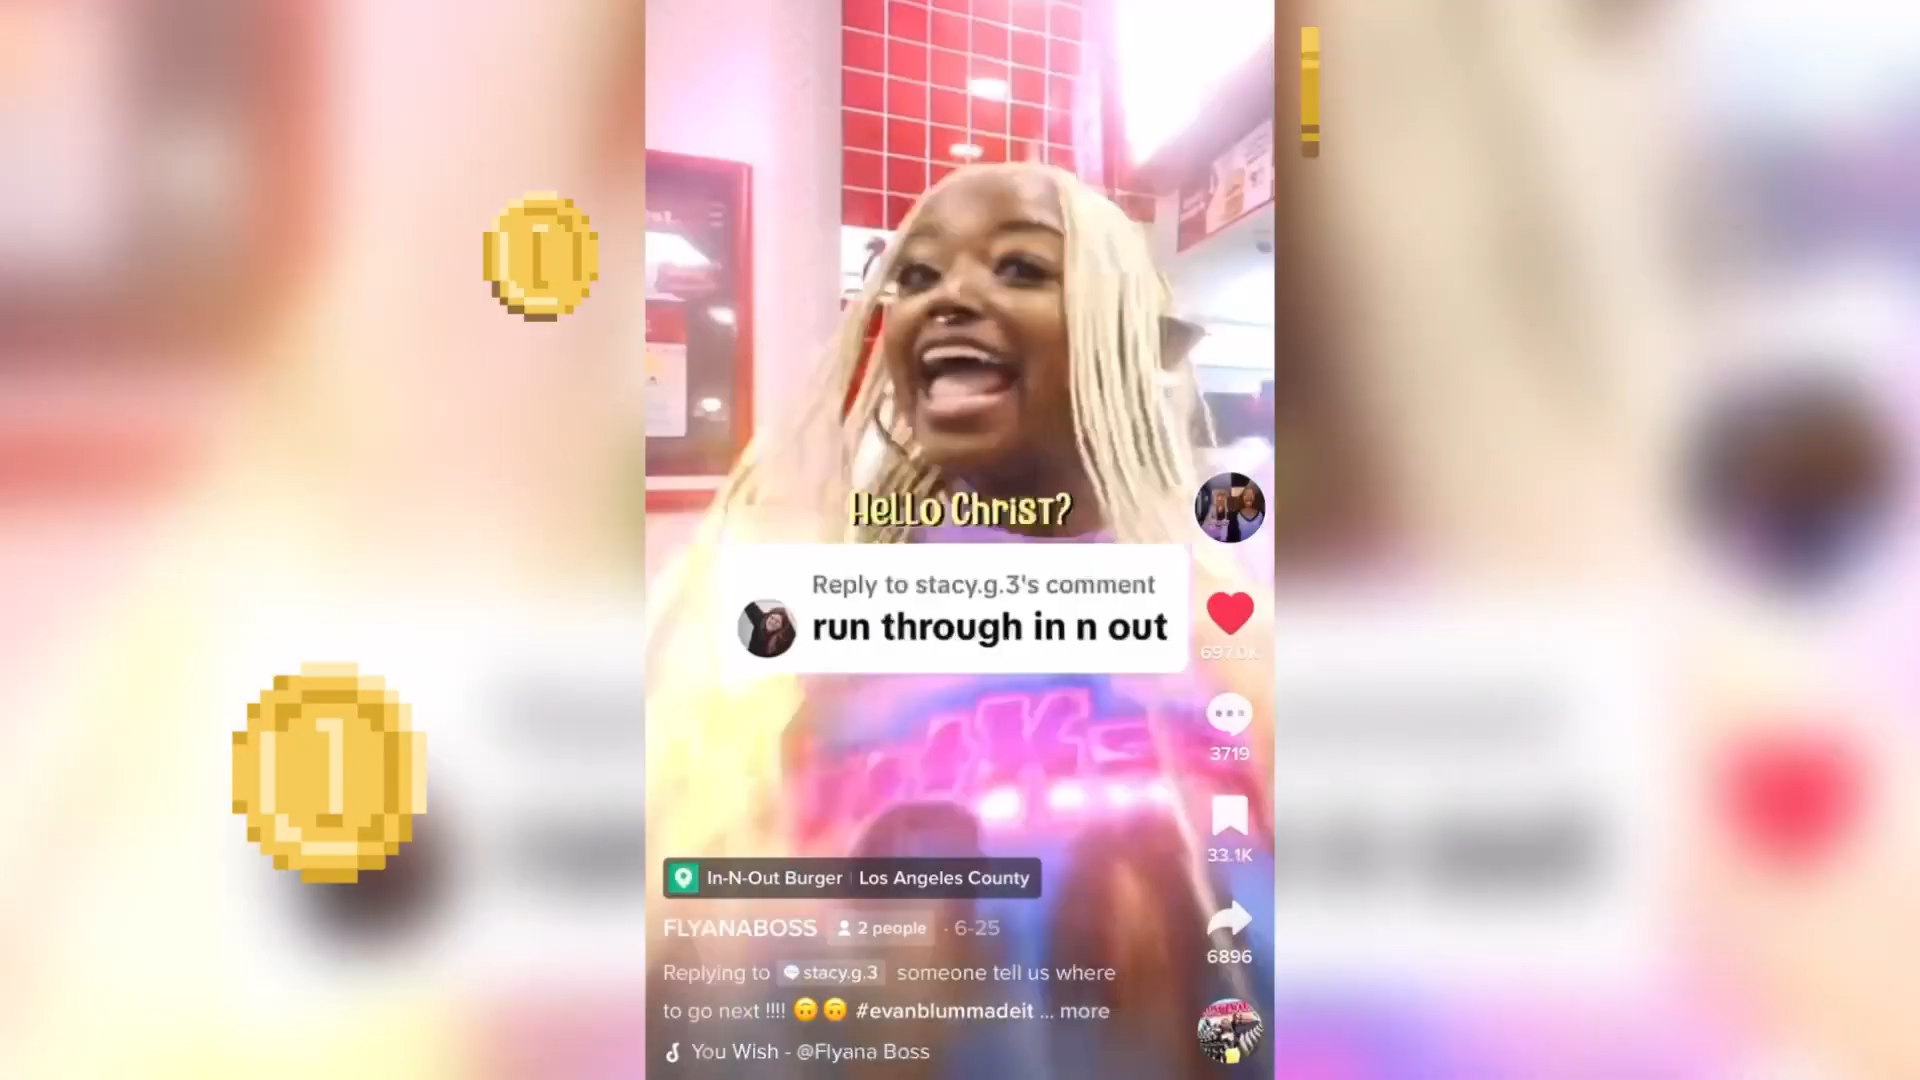 Hello Christ?
Reply to stacy.g.3's comment
run through in n out
697.0K
3719
33.1K
In-N-Out Burger | Los Angeles County
FLYANABOSS 2 people · 6-25
6896
Replying to stacy.g.3 someone tell us where
to go next !!!! 🙃🙃 #evanblummadeit ... more
You Wish - @Flyana Boss